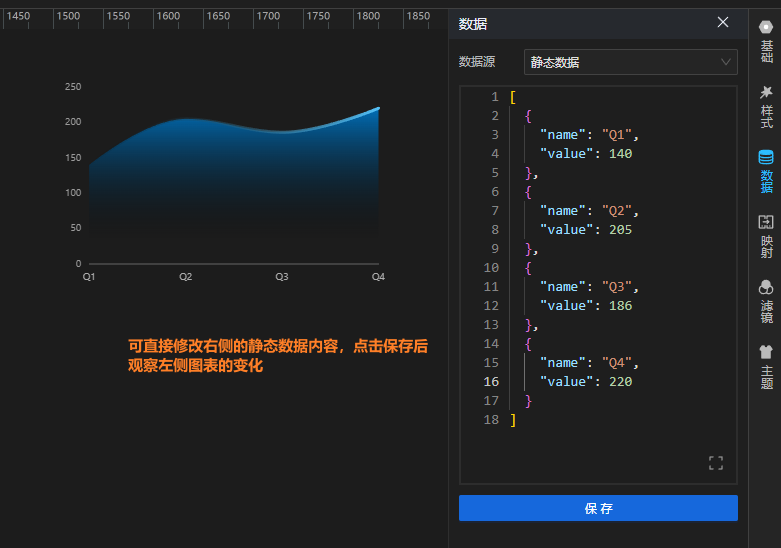 1450 1500 1550 1600 1650 1700 1750 1800 1850
250
200
150
100
50
0
Q1 Q2 Q3 Q4
可直接修改右侧的静态数据内容，点击保存后
观察左侧图表的变化
数据
数据源 静态数据
1 [
2 {
3 "name": "Q1",
4 "value": 140
5 },
6 {
7 "name": "Q2",
8 "value": 205
9 },
10 {
11 "name": "Q3",
12 "value": 186
13 },
14 {
15 "name": "Q4",
16 "value": 220
17 }
18 ]
保存
基础
样式
数据
映射
滤镜
主题